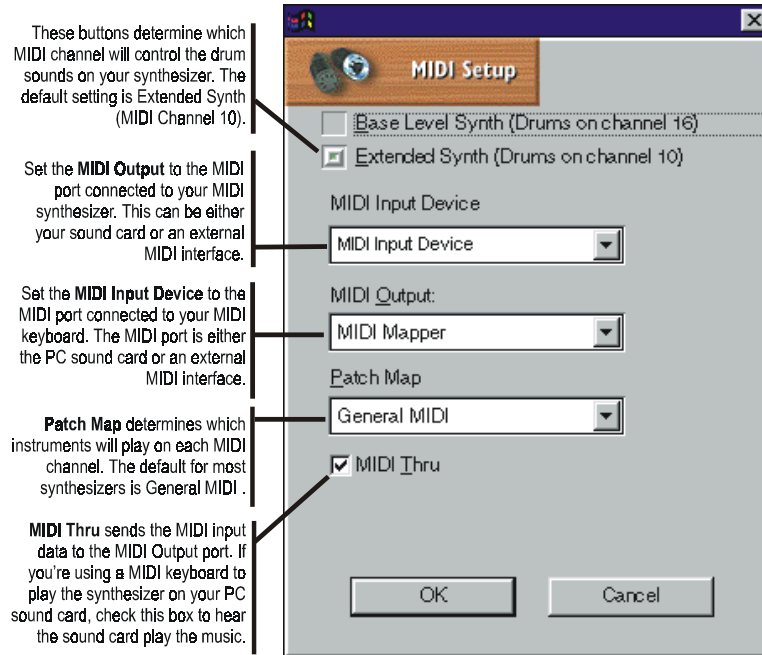 These buttons determine which
MIDI channel will control the drum
sounds on your synthesizer. The
default setting is Extended Synth
(MIDI Channel 10).
Set the MIDI Output to the MIDI
port connected to your MIDI
synthesizer. This can be either
your sound card or an external
MIDI interface.
Set the MIDI Input Device to the
MIDI port connected to your MIDI
keyboard. The MIDI port is either
the PC sound card or an external
MIDI interface.
Patch Map determines which
instruments will play on each MIDI
channel. The default for most
synthesizers is General MIDI .
MIDI Thru sends the MIDI input
data to the MIDI Output port. If
you're using a MIDI keyboard to
play the synthesizer on your PC
sound card, check this box to hear
the sound card play the music.
MIDI Setup
Base Level Synth (Drums on channel 16)
Extended Synth (Drums on channel 10)
MIDI Input Device
MIDI Input Device
MIDI Output:
MIDI Mapper
Patch Map
General MIDI
MIDI Thru
OK
Cancel